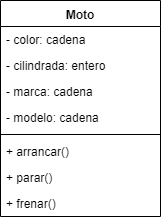 Moto
- color: cadena
- cilindrada: entero
- marca: cadena
- modelo: cadena
+ arrancar()
+ parar()
+ frenar()